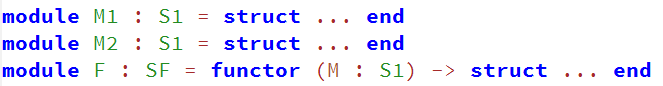 module M1 : S1 = struct ... end
module M2 : S1 = struct ... end
module F : SF = functor (M : S1) -> struct ... end